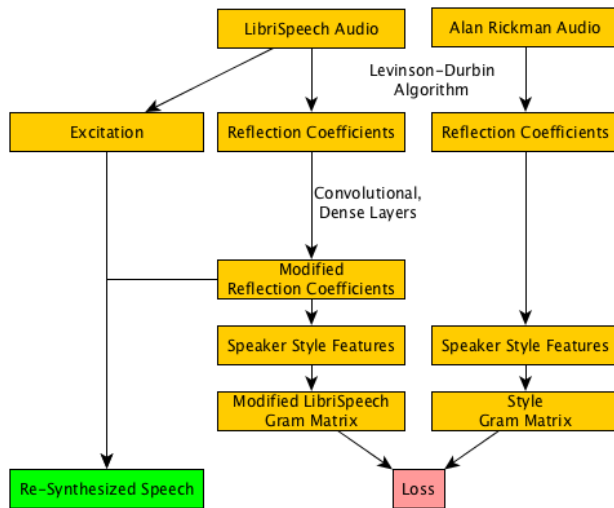 LibriSpeech Audio
Alan Rickman Audio
Levinson-Durbin
Algorithm
Excitation
Reflection Coefficients
Reflection Coefficients
Convolutional,
Dense Layers
Modified
Reflection Coefficients
Speaker Style Features
Speaker Style Features
Modified LibriSpeech
Gram Matrix
Style
Gram Matrix
Re-Synthesized Speech
Loss